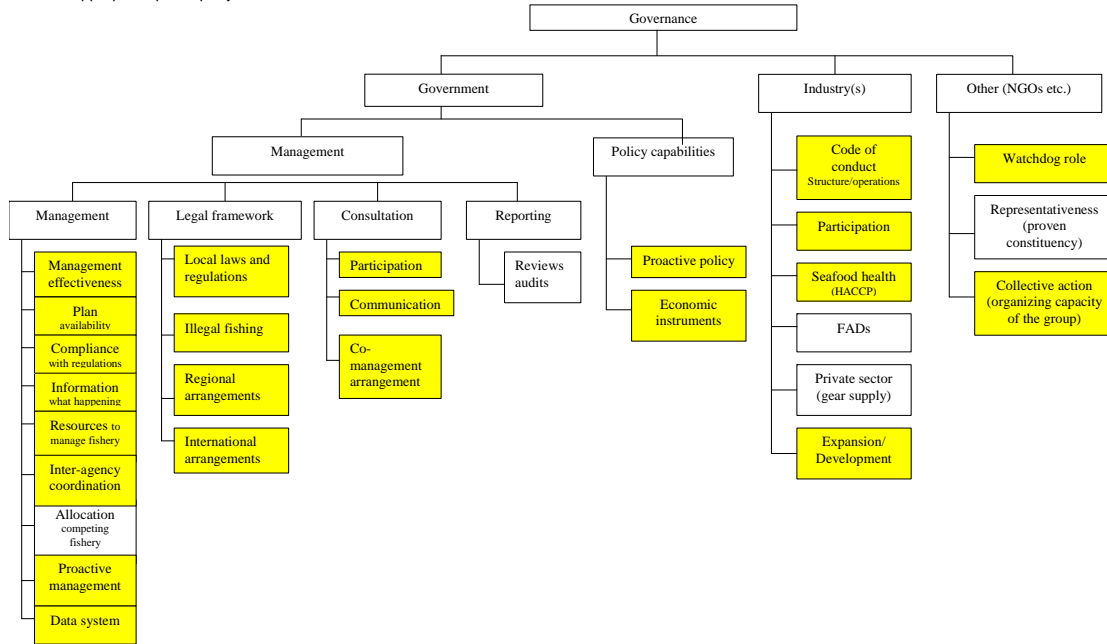 Governance
Government
Industry(s)
Other (NGOs etc.)
Management
Policy capabilities
Management
Legal framework
Consultation
Reporting
Management
effectiveness
Plan
availability
Compliance
with regulations
Information
what happening
Resources to
manage fishery
Inter-agency
coordination
Allocation
competing
fishery
Proactive
management
Data system
Local laws and
regulations
Illegal fishing
Regional
arrangements
International
arrangements
Participation
Communication
Co-
management
arrangement
Reviews
audits
Proactive policy
Economic
instruments
Code of
conduct
Structure/operations
Participation
Seafood health
(HACCP)
FADs
Private sector
(gear supply)
Expansion/
Development
Watchdog role
Representativeness
(proven
constituency)
Collective action
(organizing capacity
of the group)